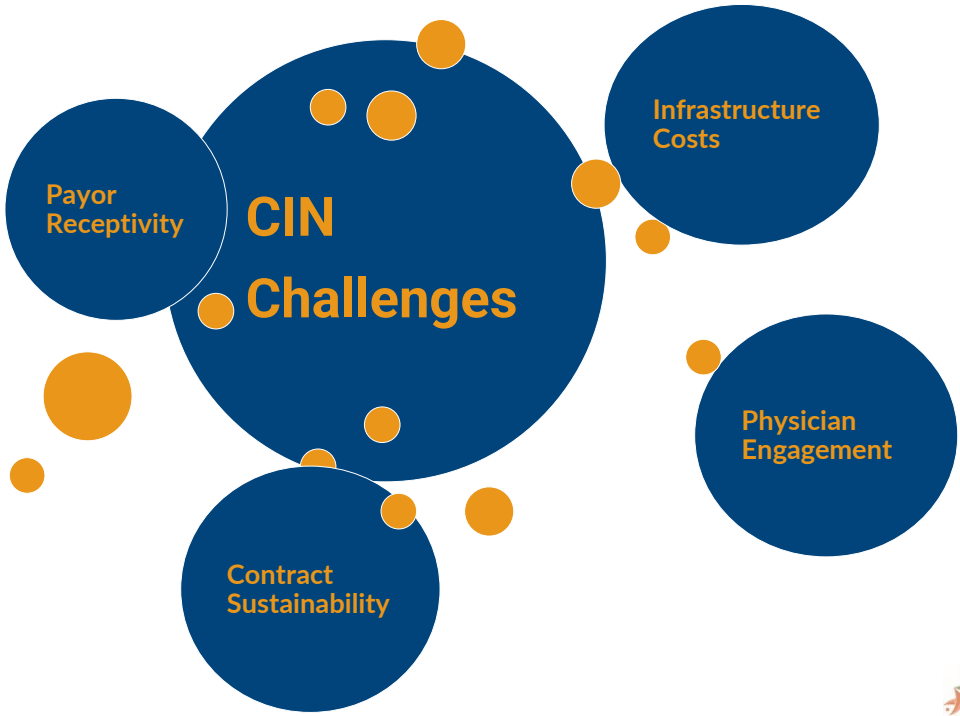 CIN
Challenges
Payor
Receptivity
Infrastructure
Costs
Physician
Engagement
Contract
Sustainability